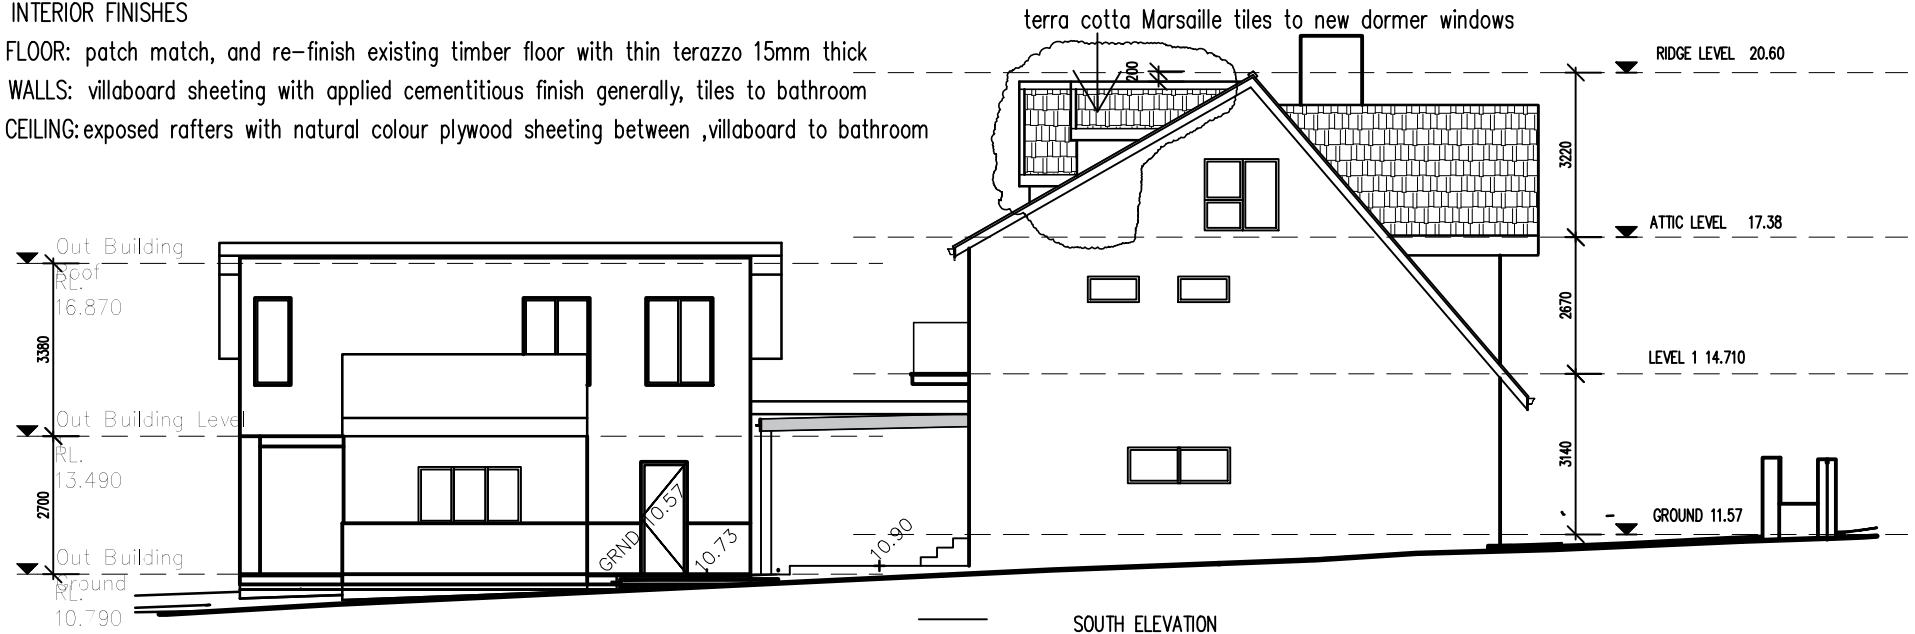 INTERIOR FINISHES
FLOOR: patch match, and re-finish existing timber floor with thin terazzo 15mm thick
WALLS: villaboard sheeting with applied cementitious finish generally, tiles to bathroom
CEILING: exposed rafters with natural colour plywood sheeting between ,villaboard to bathroom
terra cotta Marsaille tiles to new dormer windows
200
RIDGE LEVEL 20.60
3220
ATTIC LEVEL 17.38
2670
LEVEL 1 14.710
3140
GROUND 11.57
Out Building
Roof
RL.
16.870
3380
Out Building Level
RL.
13.490
2700
Out Building
Ground
RL.
10.790
GRND 10.57
10.73
10.90
SOUTH ELEVATION